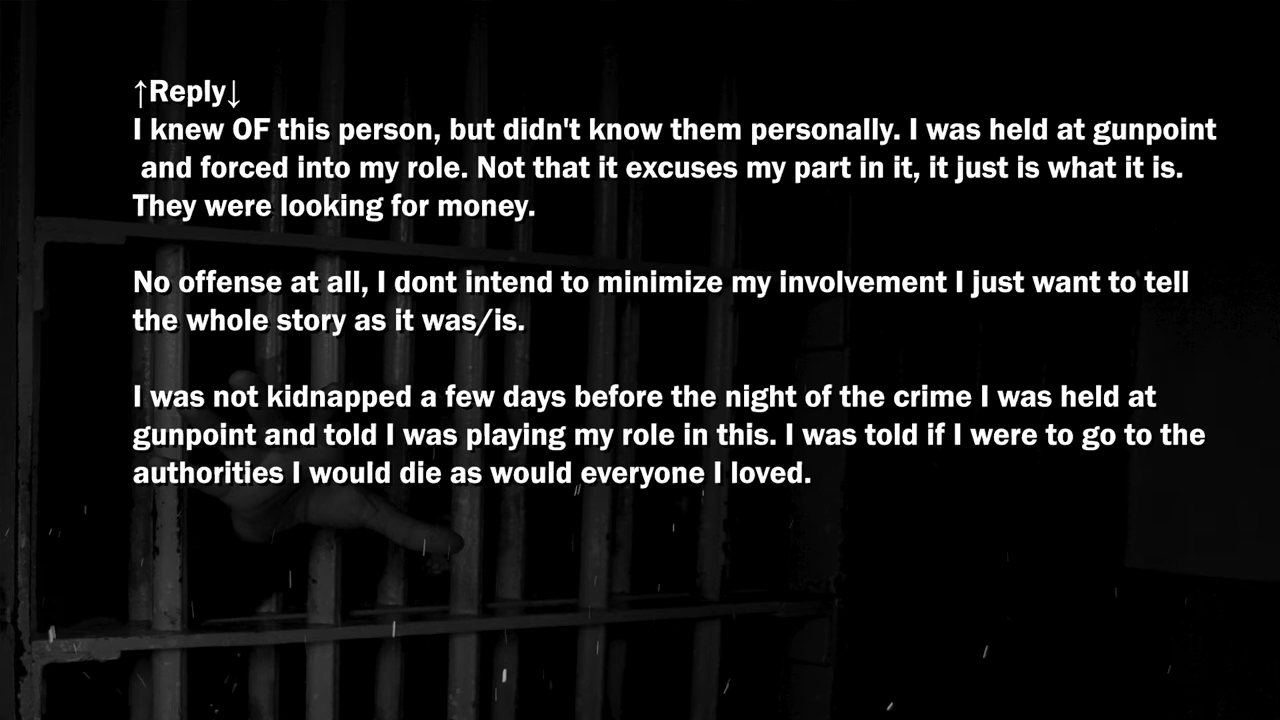 ↑Reply↓
I knew OF this person, but didn't know them personally. I was held at gunpoint
and forced into my role. Not that it excuses my part in it, it just is what it is.
They were looking for money.
No offense at all, I dont intend to minimize my involvement I just want to tell
the whole story as it was/is.
I was not kidnapped a few days before the night of the crime I was held at
gunpoint and told I was playing my role in this. I was told if I were to go to the
authorities I would die as would everyone I loved.